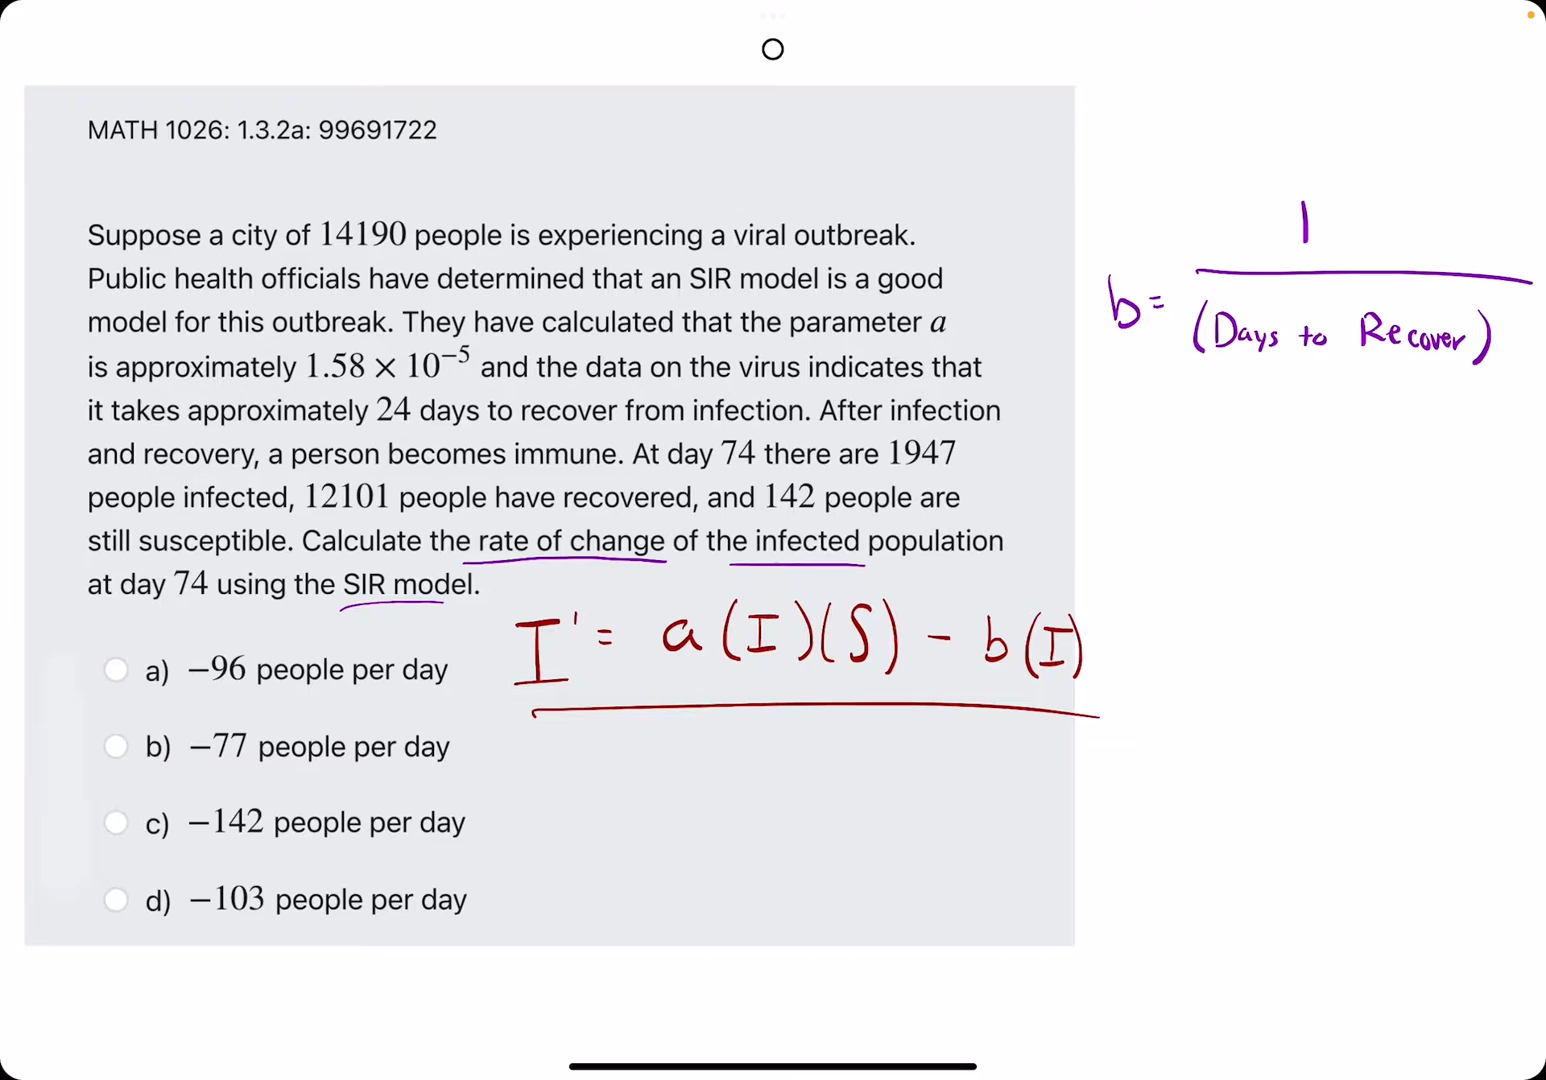 MATH 1026: 1.3.2a: 99691722
Suppose a city of 14190 people is experiencing a viral outbreak.
Public health officials have determined that an SIR model is a good
model for this outbreak. They have calculated that the parameter a
is approximately 1.58 × 10⁻⁵ and the data on the virus indicates that
it takes approximately 24 days to recover from infection. After infection
and recovery, a person becomes immune. At day 74 there are 1947
people infected, 12101 people have recovered, and 142 people are
still susceptible. Calculate the rate of change of the infected population
at day 74 using the SIR model.
I' = a (I)(S) - b (I)
a) −96 people per day
b) −77 people per day
c) −142 people per day
d) −103 people per day
1
b =
(Days to Recover)